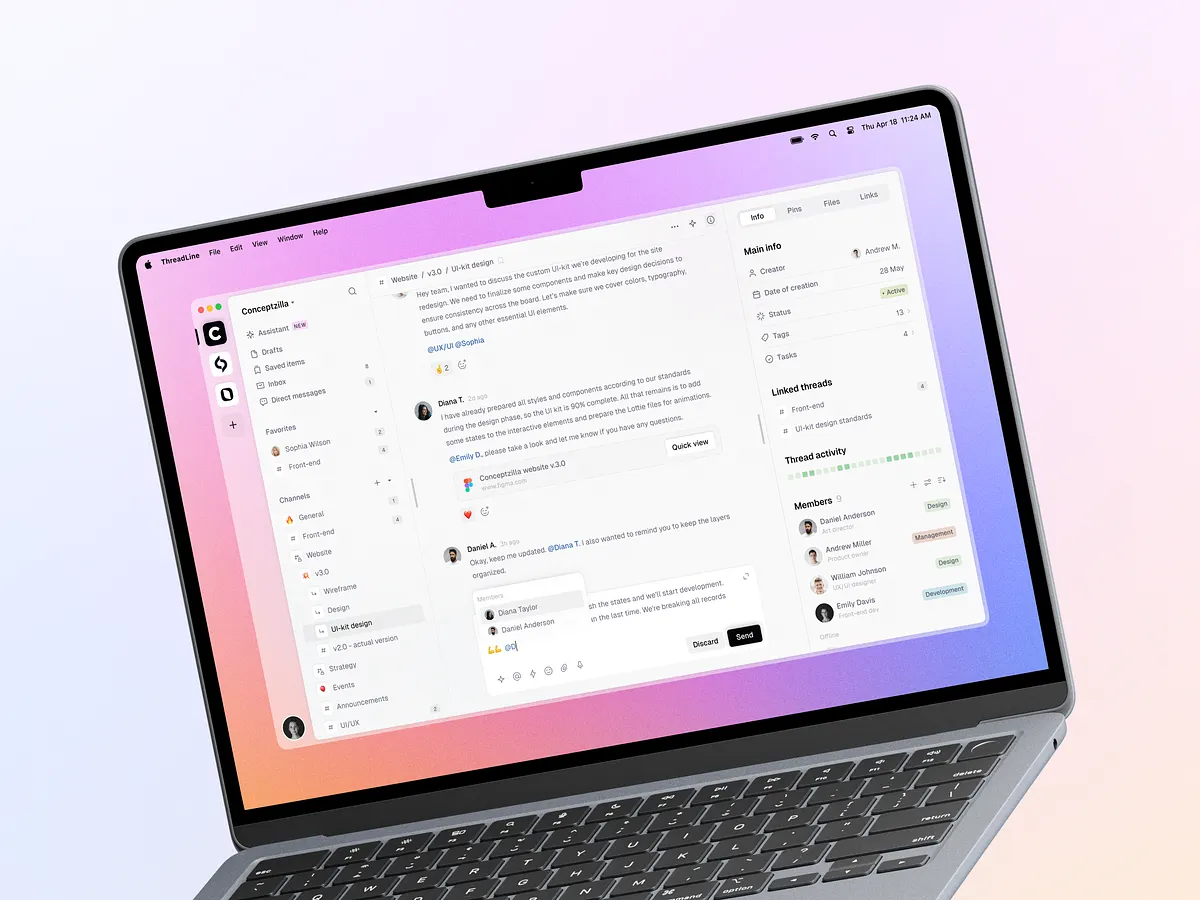 ThreadLine File Edit View Window Help
Thu Apr 18 11:24 AM
Conceptzilla
Assistant NEW
Drafts
Saved items 8
Inbox 1
Direct messages
Favorites
Sophia Wilson 2
Front-end 4
Channels
General 1
Front-end 4
Website
v3.0
Wireframe
Design
UI-kit design
v2.0 - actual version
Strategy
Events
Announcements
UI/UX 2
# Website / v3.0 / UI-kit design
Hey team, I wanted to discuss the custom UI-kit we're developing for the site
redesign. We need to finalize some components and make key design decisions to
ensure consistency across the board. Let's make sure we cover colors, typography,
buttons, and any other essential UI elements.
@UX/UI @Sophia
☝️ 2
Diana T. 2d ago
I have already prepared all styles and components according to our standards
during the design phase, so the UI kit is 90% complete. All that remains is to add
some states to the interactive elements and prepare the Lottie files for animations.
@Emily D., please take a look and let me know if you have any questions.
Conceptzilla website v.3.0
www.figma.com
Quick view
Daniel A. 3h ago
Okay, keep me updated. @Diana T. I also wanted to remind you to keep the layers
organized.
Members
Diana Taylor
Daniel Anderson
sh the states and we'll start development.
in the last time. We're breaking all records
💪💪 @D
Discard Send
Info Pins Files Links
Main info
Creator Andrew M.
Date of creation 28 May
Status • Active
Tags 13
Tasks 4
Linked threads 4
# Front-end
# UI-kit design standards
Thread activity
Members 9
Daniel Anderson Design
Art director
Andrew Miller Management
Product owner
William Johnson Design
UX/UI designer
Emily Davis Development
Front-end dev
Offline
esc
delete
return
shift
W E R T Y U I O P
F G H J K L
N M
command option